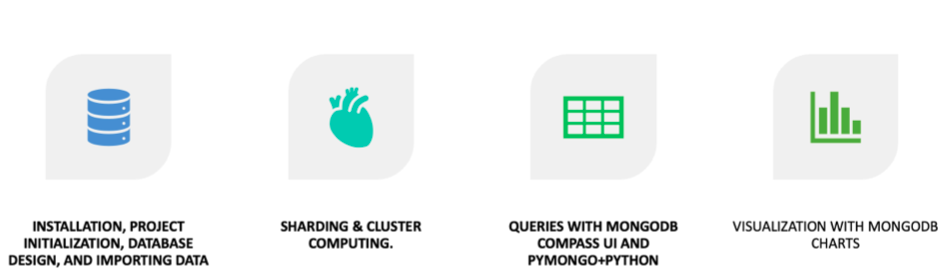 INSTALLATION, PROJECT
INITIALIZATION, DATABASE
DESIGN, AND IMPORTING DATA
SHARDING & CLUSTER
COMPUTING.
QUERIES WITH MONGODB
COMPASS UI AND
PYMONGO+PYTHON
VISUALIZATION WITH MONGODB
CHARTS